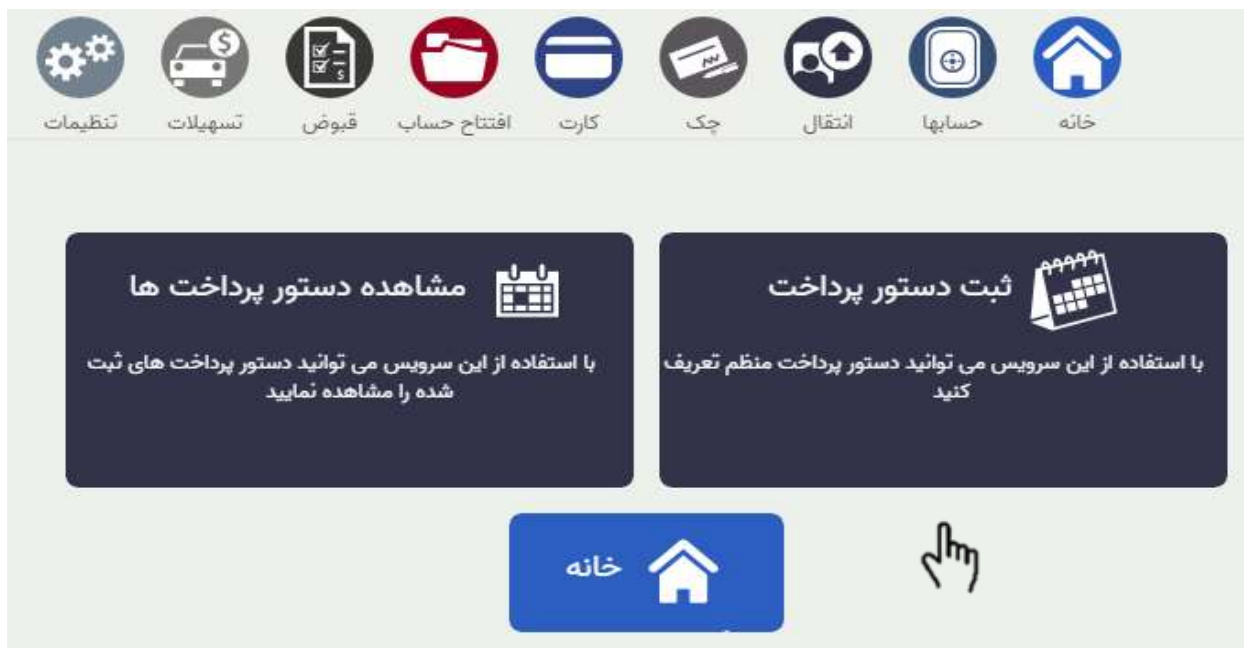 خانه
حسابها
انتقال
چک
کارت
افتتاح حساب
قبوض
تسهیلات
تنظیمات
ثبت دستور پرداخت
با استفاده از این سرویس می توانید دستور پرداخت منظم تعریف
کنید
مشاهده دستور پرداخت ها
با استفاده از این سرویس می توانید دستور پرداخت های ثبت
شده را مشاهده نمایید
خانه